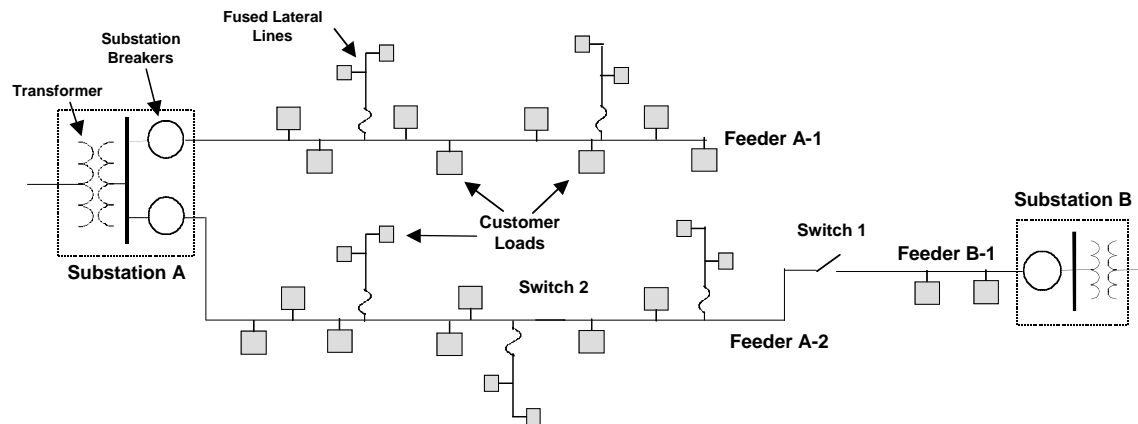 Fused Lateral
Lines
Substation
Breakers
Transformer
Feeder A-1
Substation A
Customer
Loads
Substation B
Switch 1
Feeder B-1
Switch 2
Feeder A-2